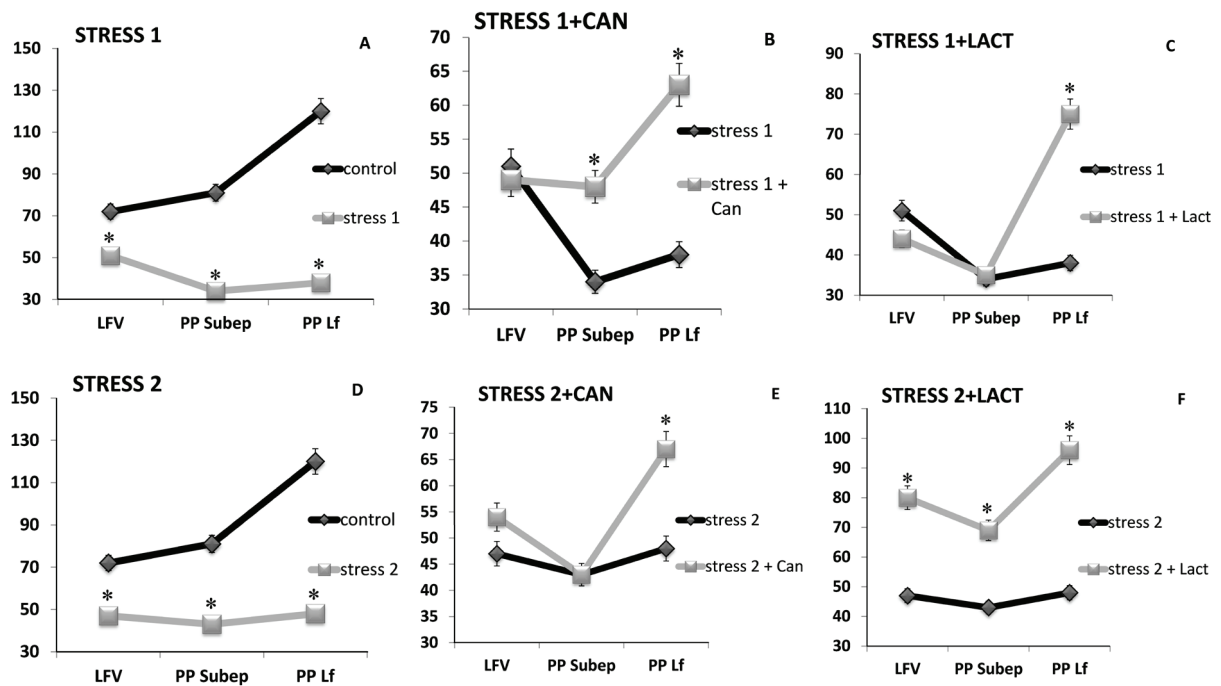 STRESS 1
A
150
130
110
90
70
50
30
*
*
*
control
stress 1
LFV
PP Subep
PP Lf
STRESS 1+CAN
B
70
65
60
55
50
45
40
35
30
*
*
stress 1
stress 1 +
Can
LFV
PP Subep
PP Lf
STRESS 1+LACT
C
90
80
70
60
50
40
30
*
stress 1
stress 1 + Lact
LFV
PP Subep
PP Lf
STRESS 2
D
150
130
110
90
70
50
30
*
*
*
control
stress 2
LFV
PP Subep
PP Lf
STRESS 2+CAN
E
75
70
65
60
55
50
45
40
35
30
*
stress 2
stress 2 + Can
LFV
PP Subep
PP Lf
STRESS 2+LACT
F
110
100
90
80
70
60
50
40
30
*
*
*
stress 2
stress 2 + Lact
LFV
PP Subep
PP Lf